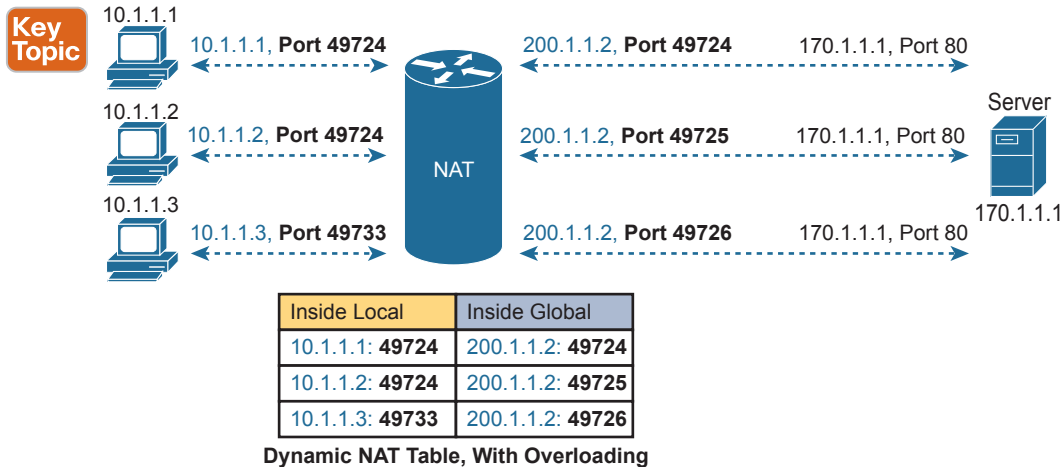 Key
Topic
10.1.1.1
10.1.1.1, Port 49724
200.1.1.2, Port 49724
170.1.1.1, Port 80
10.1.1.2
10.1.1.2, Port 49724
NAT
200.1.1.2, Port 49725
170.1.1.1, Port 80
Server
170.1.1.1
10.1.1.3
10.1.1.3, Port 49733
200.1.1.2, Port 49726
170.1.1.1, Port 80
Inside Local Inside Global
10.1.1.1: 49724 200.1.1.2: 49724
10.1.1.2: 49724 200.1.1.2: 49725
10.1.1.3: 49733 200.1.1.2: 49726
Dynamic NAT Table, With Overloading